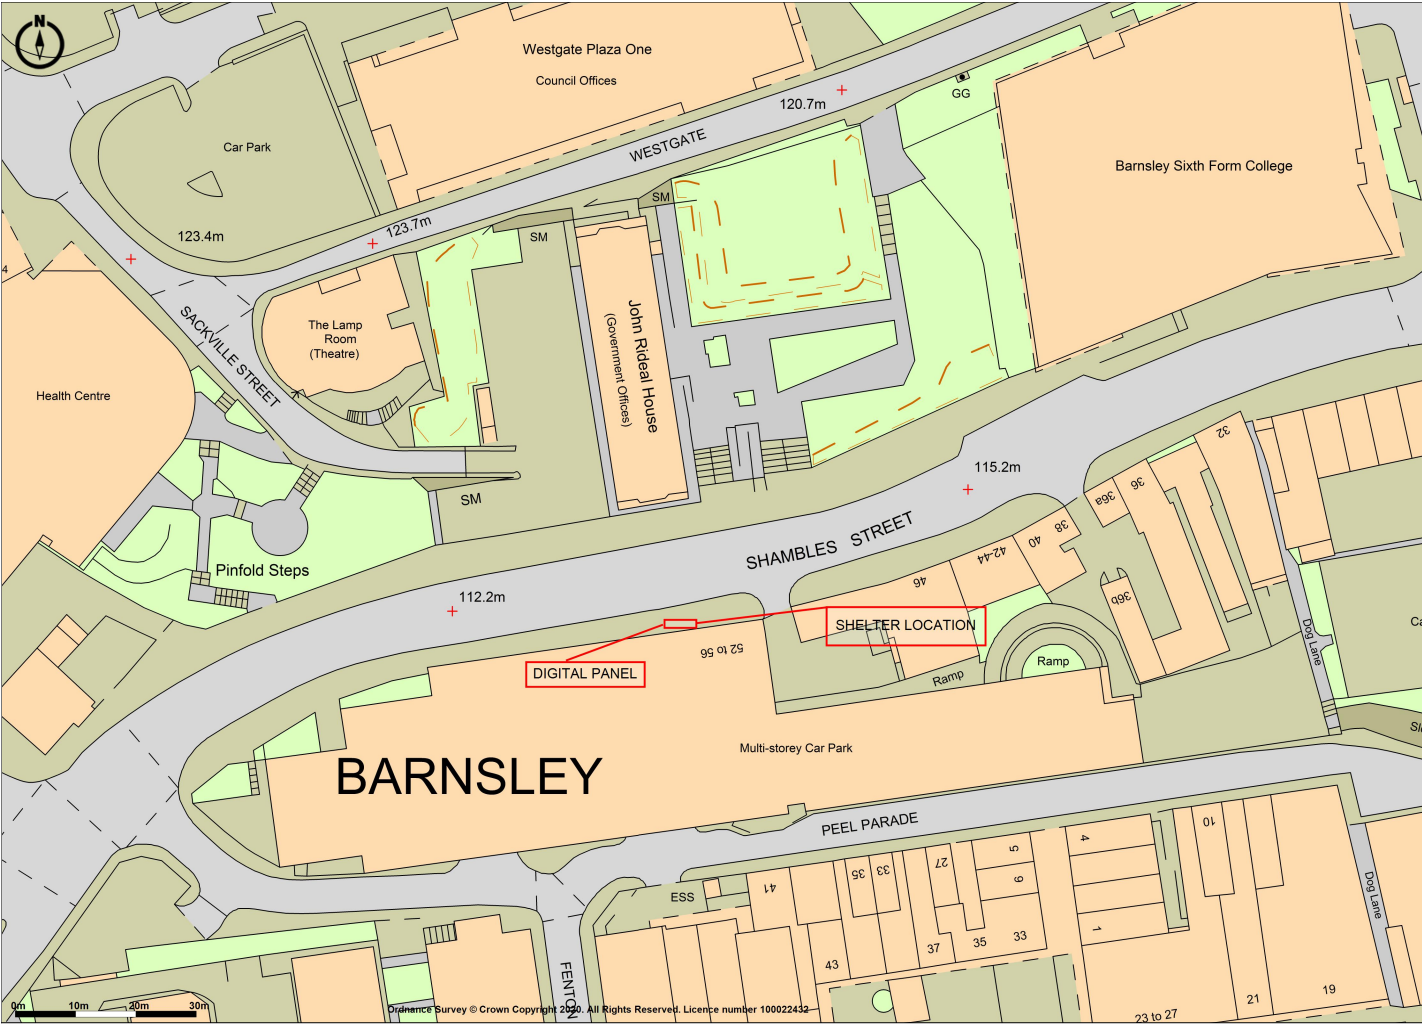 N
Westgate Plaza One
Council Offices
120.7m
GG
WESTGATE
Car Park
Barnsley Sixth Form College
SM
123.4m
123.7m
SM
4
SACKVILLE STREET
The Lamp
Room
(Theatre)
John Rideal House
(Government Offices)
Health Centre
32
115.2m
36
36a
SM
SHAMBLES STREET
38
40
42-44
46
Pinfold Steps
112.2m
36b
SHELTER LOCATION
Dog Lane
Ca
52 to 56
Ramp
DIGITAL PANEL
Ramp
Sl
Multi-storey Car Park
BARNSLEY
PEEL PARADE
10
4
5
6
27
33
35
41
ESS
Dog Lane
1
33
35
37
43
FENTON
21
19
23 to 27
0m 10m 20m 30m
Ordnance Survey © Crown Copyright 2020. All Rights Reserved. Licence number 100022432